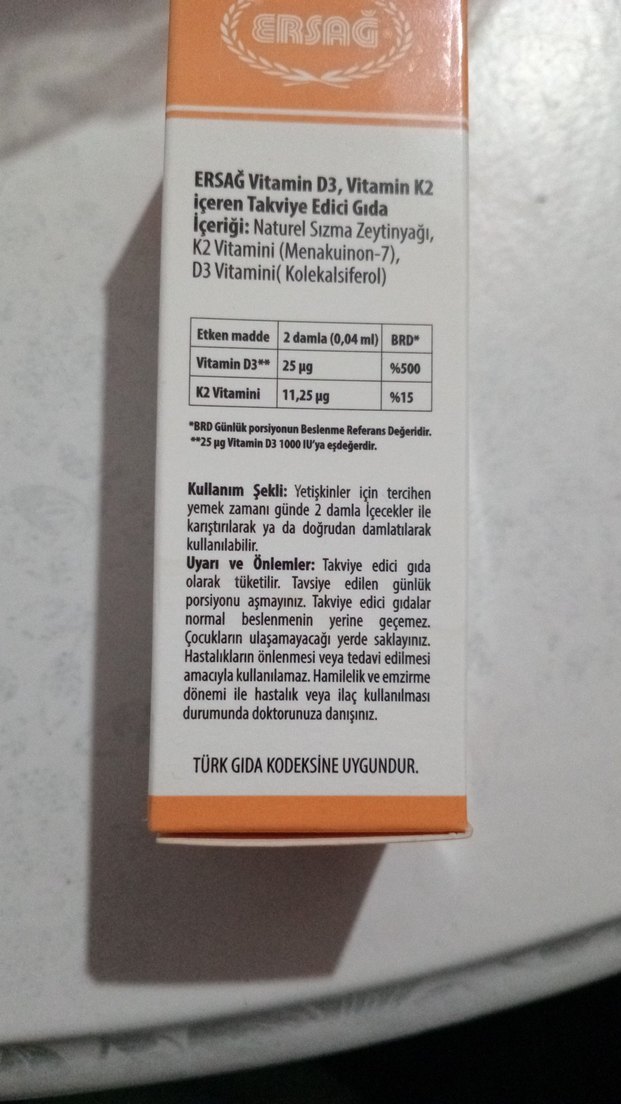 ERSAĞ
ERSAĞ Vitamin D3, Vitamin K2
içeren Takviye Edici Gıda
İçeriği: Naturel Sızma Zeytinyağı,
K2 Vitamini (Menakuinon-7),
D3 Vitamini( Kolekalsiferol)
Etken madde 2 damla (0,04 ml) BRD*
Vitamin D3** 25 µg %500
K2 Vitamini 11,25 µg %15
*BRD Günlük porsiyonun Beslenme Referans Değeridir.
**25 µg Vitamin D3 1000 IU'ya eşdeğerdir.
Kullanım Şekli: Yetişkinler için tercihen
yemek zamanı günde 2 damla İçecekler ile
karıştırılarak ya da doğrudan damlatılarak
kullanılabilir.
Uyarı ve Önlemler: Takviye edici gıda
olarak tüketilir. Tavsiye edilen günlük
porsiyonu aşmayınız. Takviye edici gıdalar
normal beslenmenin yerine geçemez.
Çocukların ulaşamayacağı yerde saklayınız.
Hastalıkların önlenmesi veya tedavi edilmesi
amacıyla kullanılamaz. Hamilelik ve emzirme
dönemi ile hastalık veya ilaç kullanılması
durumunda doktorunuza danışınız.
TÜRK GIDA KODEKSİNE UYGUNDUR.